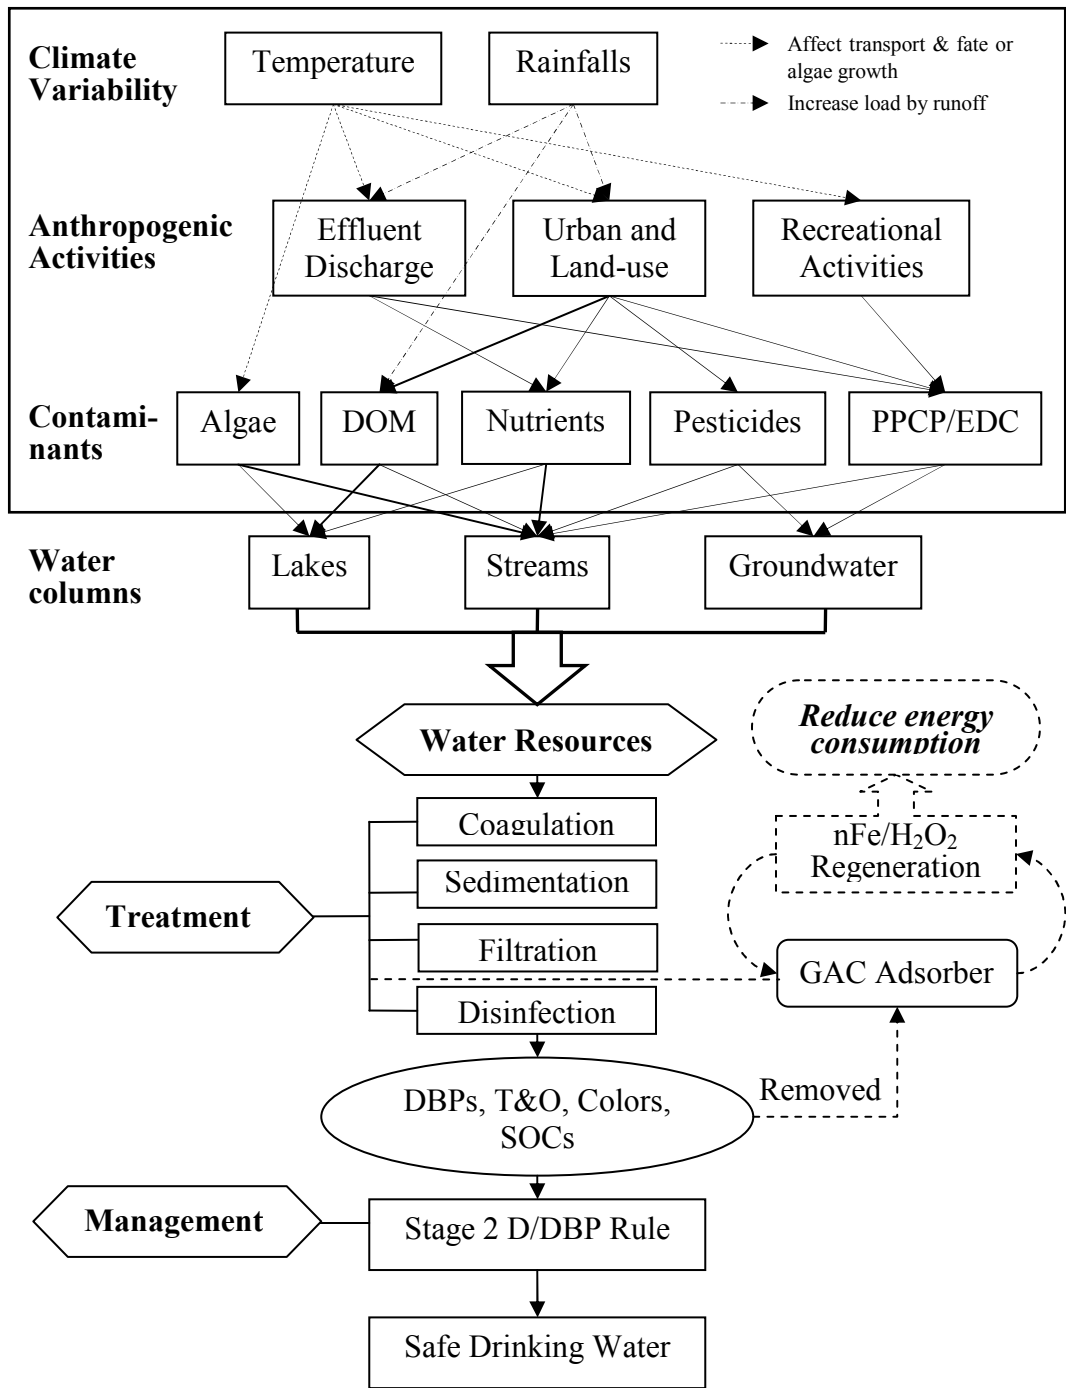 Climate
Variability
Temperature
Rainfalls
Affect transport & fate or
algae growth
Increase load by runoff
Anthropogenic
Activities
Effluent
Discharge
Urban and
Land-use
Recreational
Activities
Contami-
nants
Algae
DOM
Nutrients
Pesticides
PPCP/EDC
Water
columns
Lakes
Streams
Groundwater
Water Resources
Reduce energy
consumption
Coagulation
nFe/H₂O₂
Regeneration
Sedimentation
Treatment
Filtration
GAC Adsorber
Disinfection
DBPs, T&O, Colors,
SOCs
Removed
Management
Stage 2 D/DBP Rule
Safe Drinking Water